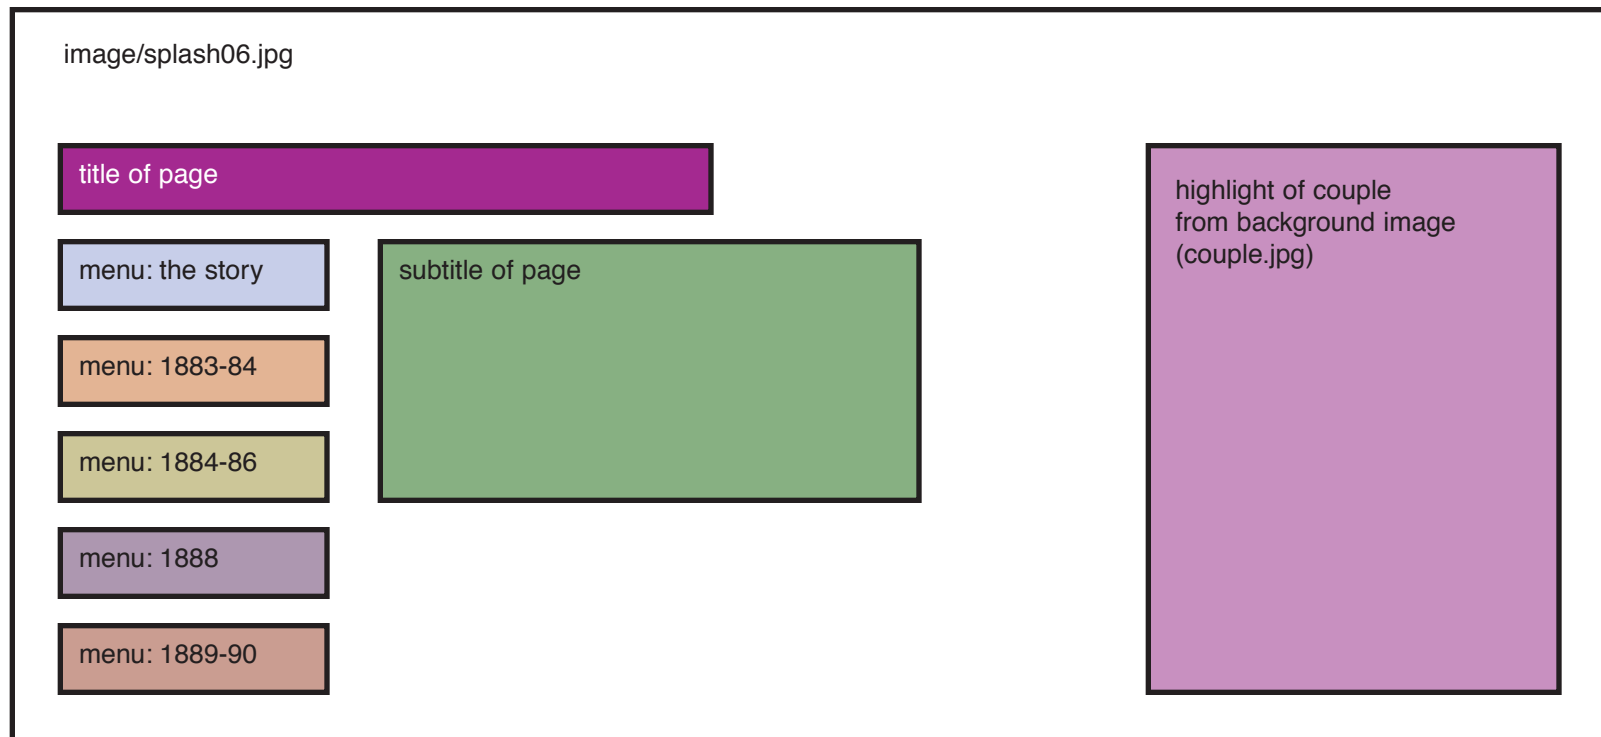 image/splash06.jpg
title of page
menu: the story
menu: 1883-84
menu: 1884-86
menu: 1888
menu: 1889-90
subtitle of page
highlight of couple
from background image
(couple.jpg)